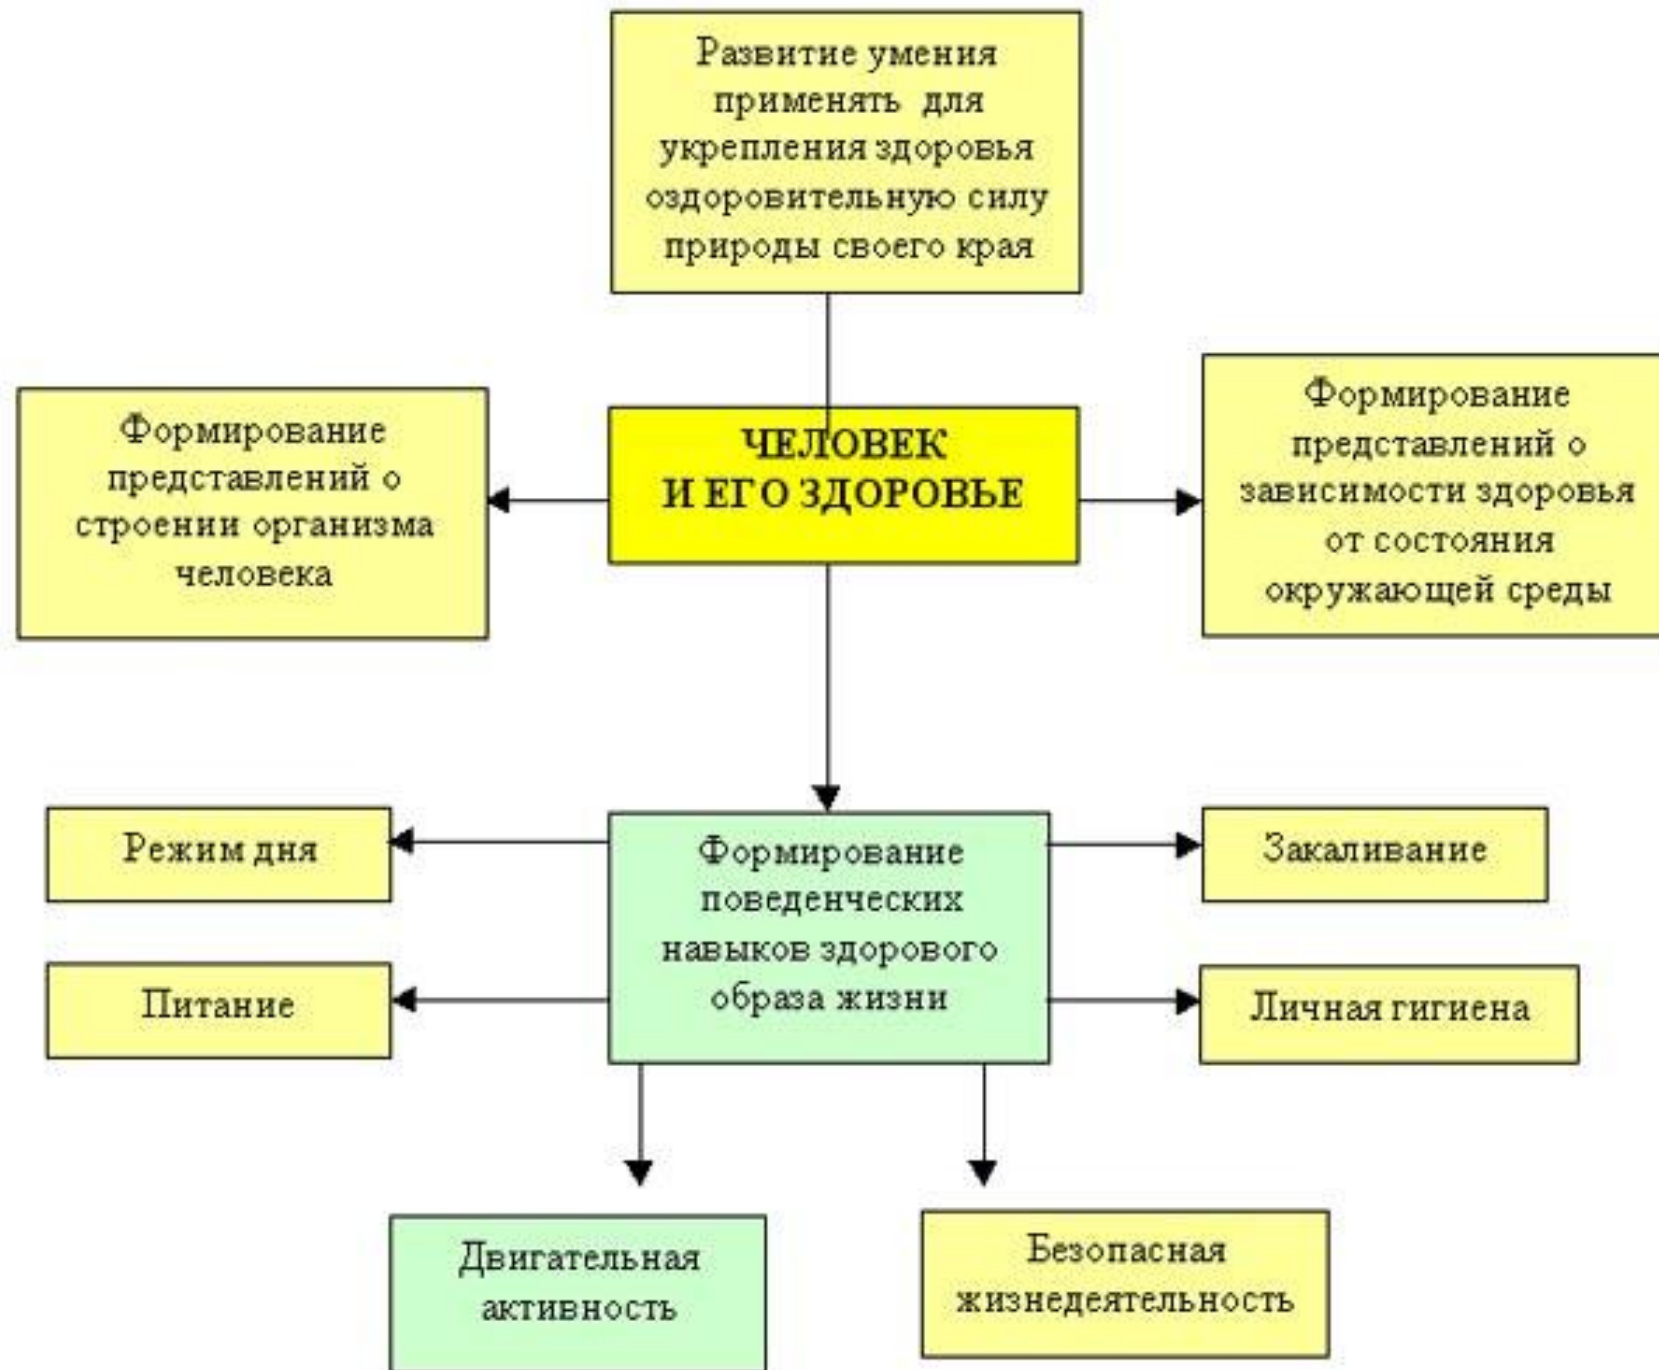 Развитие умения
применять для
укрепления здоровья
оздоровительную силу
природы своего края
Формирование
представлений о
строении организма
человека
ЧЕЛОВЕК
И ЕГО ЗДОРОВЬЕ
Формирование
представлений о
зависимости здоровья
от состояния
окружающей среды
Режим дня
Питание
Формирование
поведенческих
навыков здорового
образа жизни
Закаливание
Личная гигиена
Двигательная
активность
Безопасная
жизнедеятельность